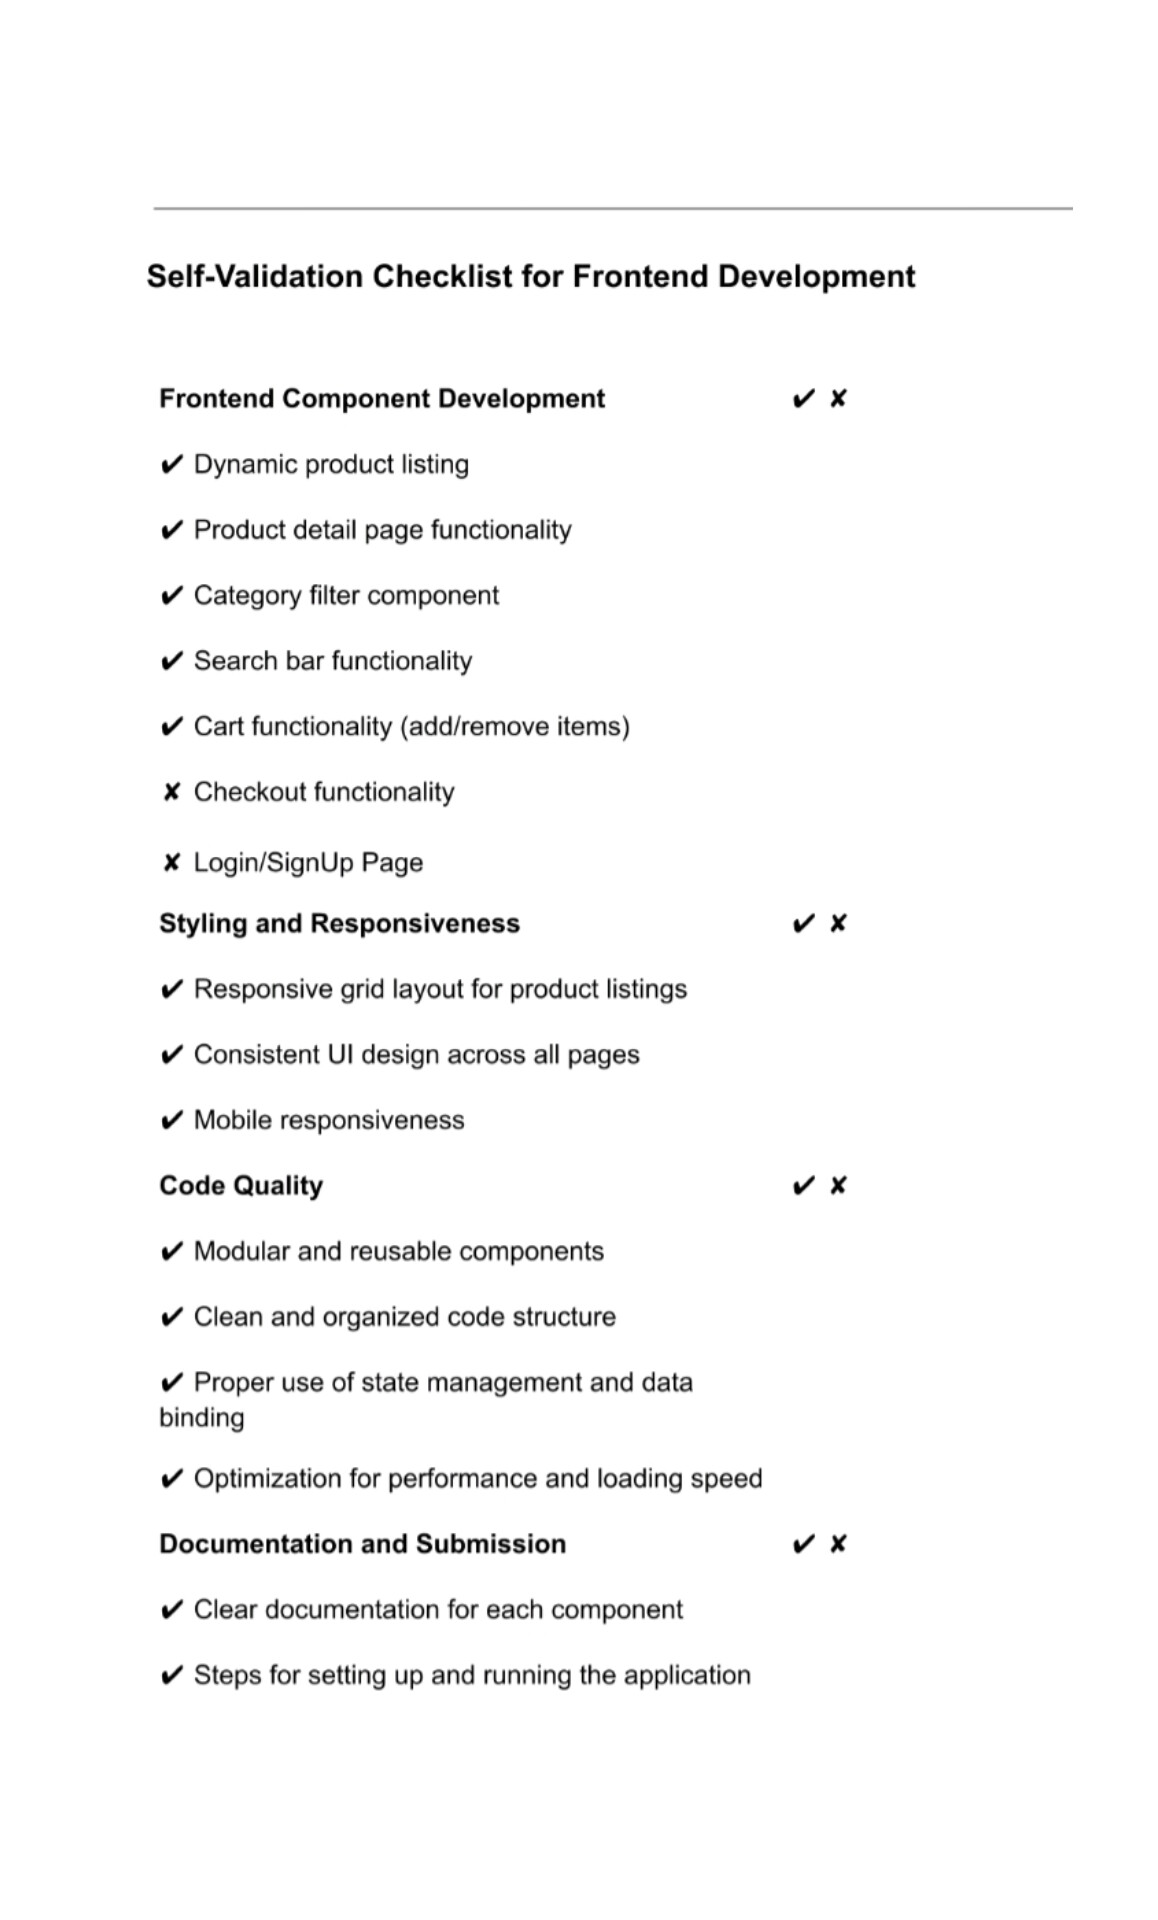 Self-Validation Checklist for Frontend Development
Frontend Component Development ✔ ✘
✔ Dynamic product listing
✔ Product detail page functionality
✔ Category filter component
✔ Search bar functionality
✔ Cart functionality (add/remove items)
✘ Checkout functionality
✘ Login/SignUp Page
Styling and Responsiveness ✔ ✘
✔ Responsive grid layout for product listings
✔ Consistent UI design across all pages
✔ Mobile responsiveness
Code Quality ✔ ✘
✔ Modular and reusable components
✔ Clean and organized code structure
✔ Proper use of state management and data
binding
✔ Optimization for performance and loading speed
Documentation and Submission ✔ ✘
✔ Clear documentation for each component
✔ Steps for setting up and running the application